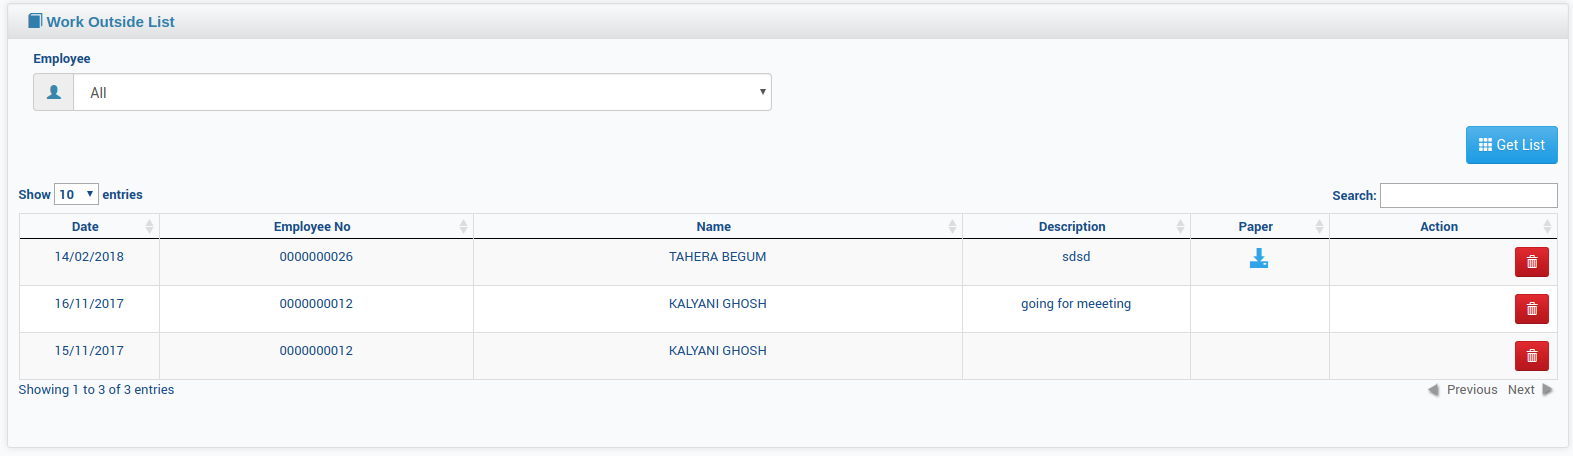 Work Outside List
Employee
All
Get List
Show 10 entries Search:
Date Employee No Name Description Paper Action
14/02/2018 0000000026 TAHERA BEGUM sdsd
16/11/2017 0000000012 KALYANI GHOSH going for meeeting
15/11/2017 0000000012 KALYANI GHOSH
Showing 1 to 3 of 3 entries Previous Next